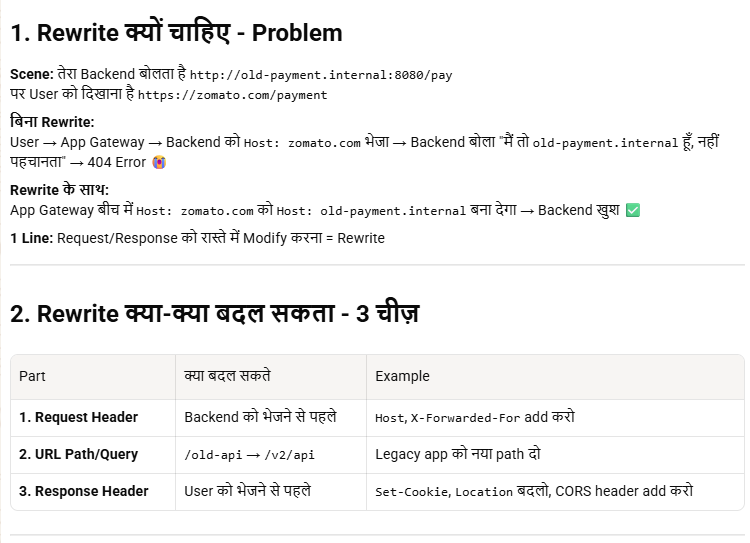 1. Rewrite क्यों चाहिए - Problem
Scene: तेरा Backend बोलता है http://old-payment.internal:8080/pay
पर User को दिखाना है https://zomato.com/payment
बिना Rewrite:
User → App Gateway → Backend को Host: zomato.com भेजा → Backend बोला "मैं तो old-payment.internal हूँ, नहीं
पहचानता" → 404 Error
Rewrite के साथ:
App Gateway बीच में Host: zomato.com को Host: old-payment.internal बना देगा → Backend खुश ✅
1 Line: Request/Response को रास्ते में Modify करना = Rewrite
2. Rewrite क्या-क्या बदल सकता - 3 चीज़
Part क्या बदल सकते Example
1. Request Header Backend को भेजने से पहले Host, X-Forwarded-For add करो
2. URL Path/Query /old-api → /v2/api Legacy app को नया path दो
3. Response Header User को भेजने से पहले Set-Cookie, Location बदलो, CORS header add करो